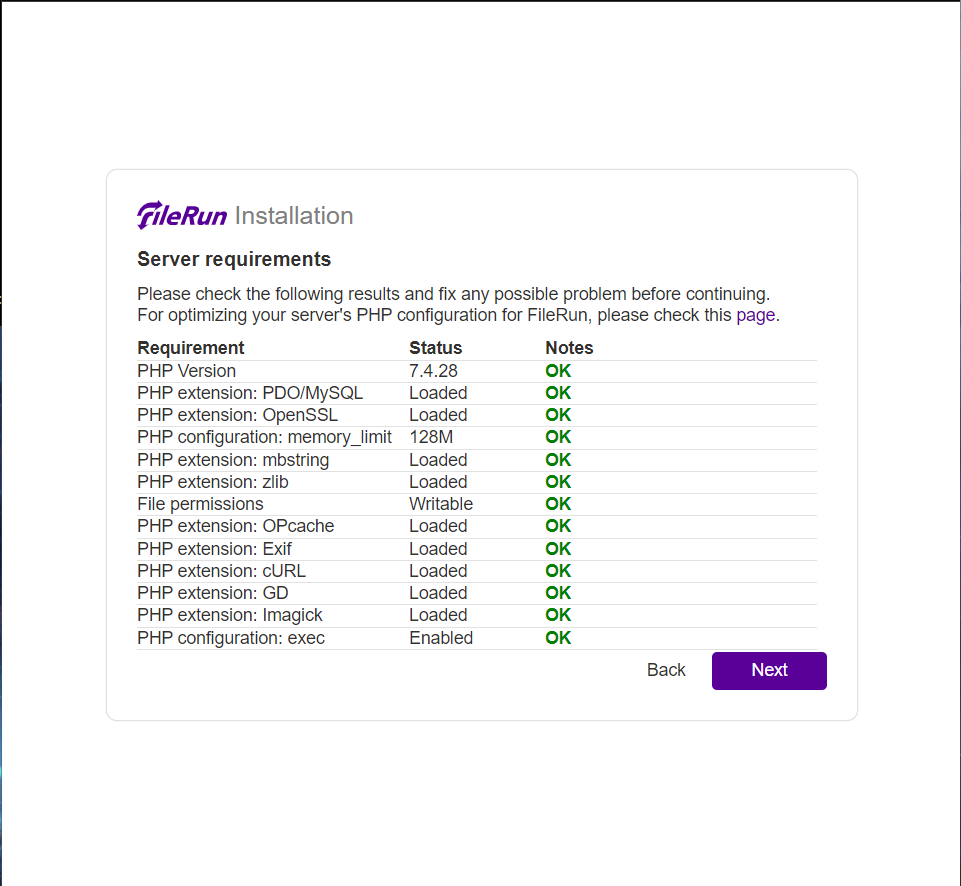 FileRun Installation
Server requirements
Please check the following results and fix any possible problem before continuing.
For optimizing your server's PHP configuration for FileRun, please check this page.
Requirement Status Notes
PHP Version 7.4.28 OK
PHP extension: PDO/MySQL Loaded OK
PHP extension: OpenSSL Loaded OK
PHP configuration: memory_limit 128M OK
PHP extension: mbstring Loaded OK
PHP extension: zlib Loaded OK
File permissions Writable OK
PHP extension: OPcache Loaded OK
PHP extension: Exif Loaded OK
PHP extension: cURL Loaded OK
PHP extension: GD Loaded OK
PHP extension: Imagick Loaded OK
PHP configuration: exec Enabled OK
Back Next